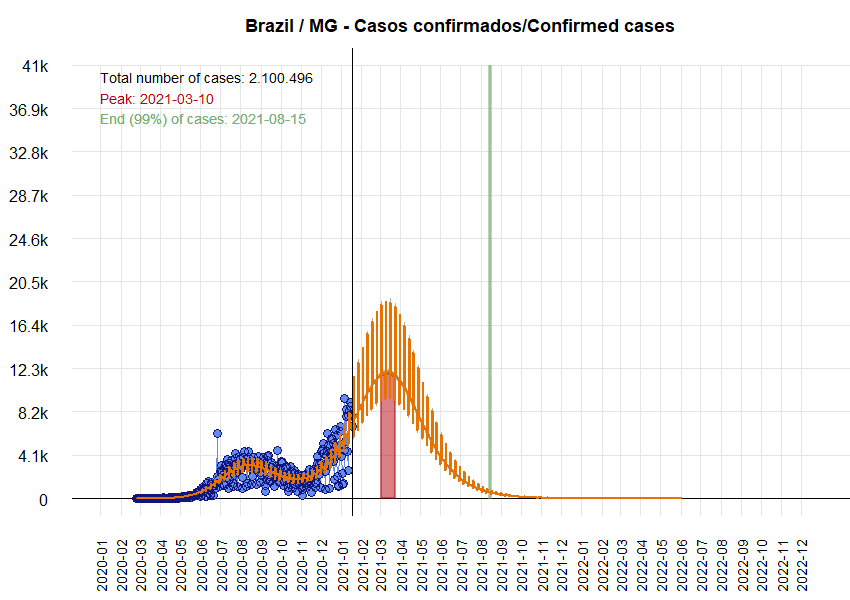 Brazil / MG - Casos confirmados/Confirmed cases
41k
Total number of cases: 2.100.496
Peak: 2021-03-10
End (99%) of cases: 2021-08-15
36.9k
32.8k
28.7k
24.6k
20.5k
16.4k
12.3k
8.2k
4.1k
0
2020-01
2020-02
2020-03
2020-04
2020-05
2020-06
2020-07
2020-08
2020-09
2020-10
2020-11
2020-12
2021-01
2021-02
2021-03
2021-04
2021-05
2021-06
2021-07
2021-08
2021-09
2021-10
2021-11
2021-12
2022-01
2022-02
2022-03
2022-04
2022-05
2022-06
2022-07
2022-08
2022-09
2022-10
2022-11
2022-12